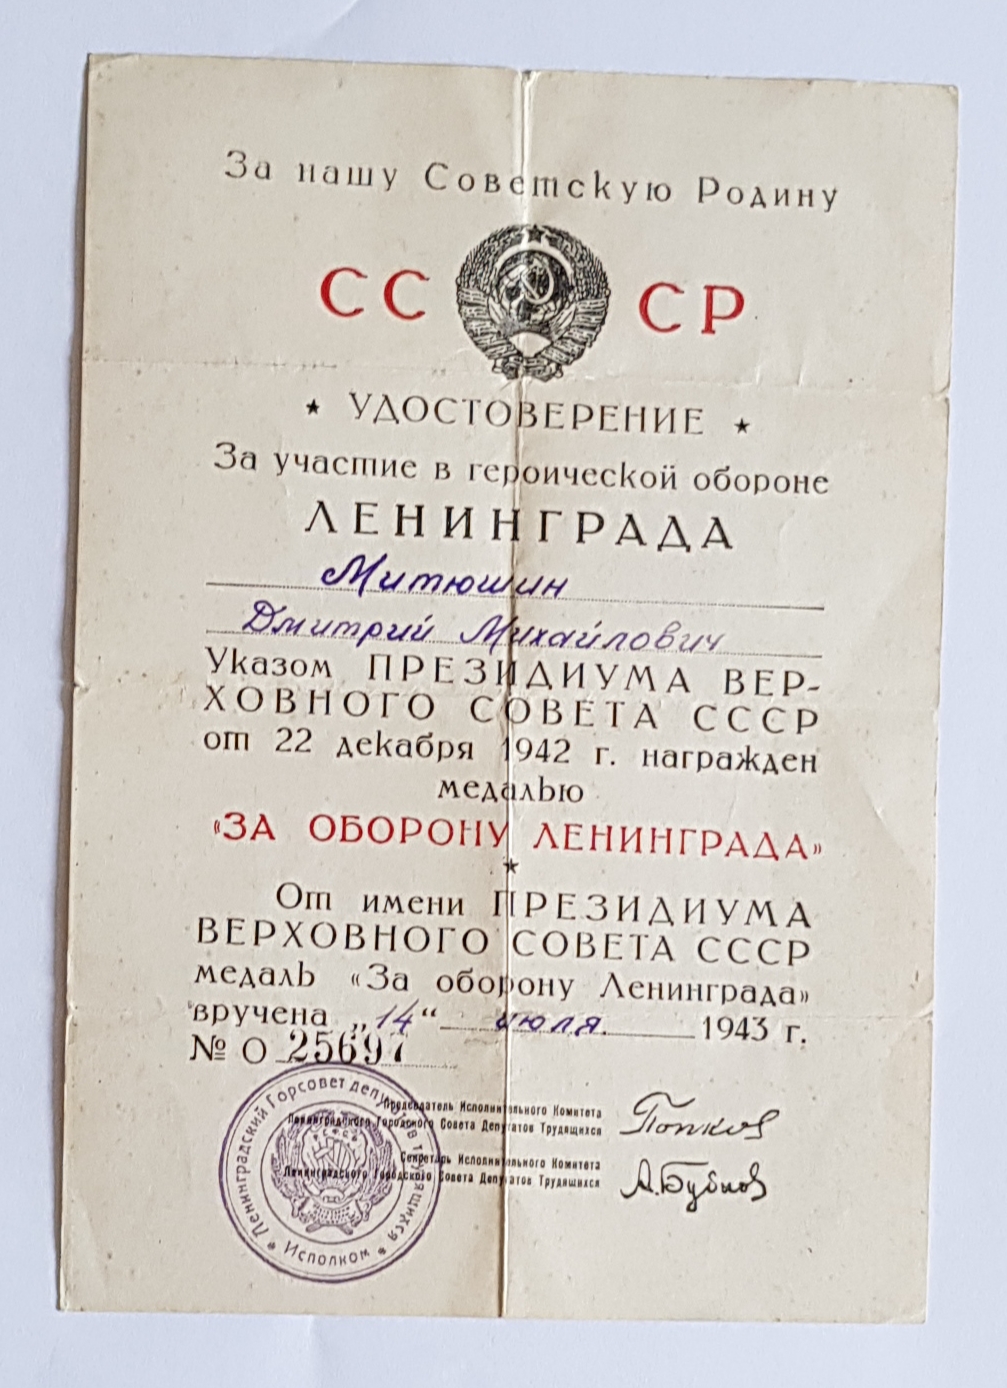 За нашу Советскую Родину
СССР
★ УДОСТОВЕРЕНИЕ ★
За участие в героической обороне
ЛЕНИНГРАДА
Митюшин
Дмитрий Михайлович
Указом ПРЕЗИДИУМА ВЕР-
ХОВНОГО СОВЕТА СССР
от 22 декабря 1942 г. награжден
медалью
«ЗА ОБОРОНУ ЛЕНИНГРАДА»
★
От имени ПРЕЗИДИУМА
ВЕРХОВНОГО СОВЕТА СССР
медаль «За оборону Ленинграда»
вручена „14“ июля. 1943 г.
№ О 25697
Председатель Исполнительного Комитета
Ленинградского Городского Совета Депутатов Трудящихся
Попков
Секретарь Исполнительного Комитета
Ленинградского Городского Совета Депутатов Трудящихся
А.Бубнов
Ленинградский Горсовет депутатов трудящихся
* Исполком *